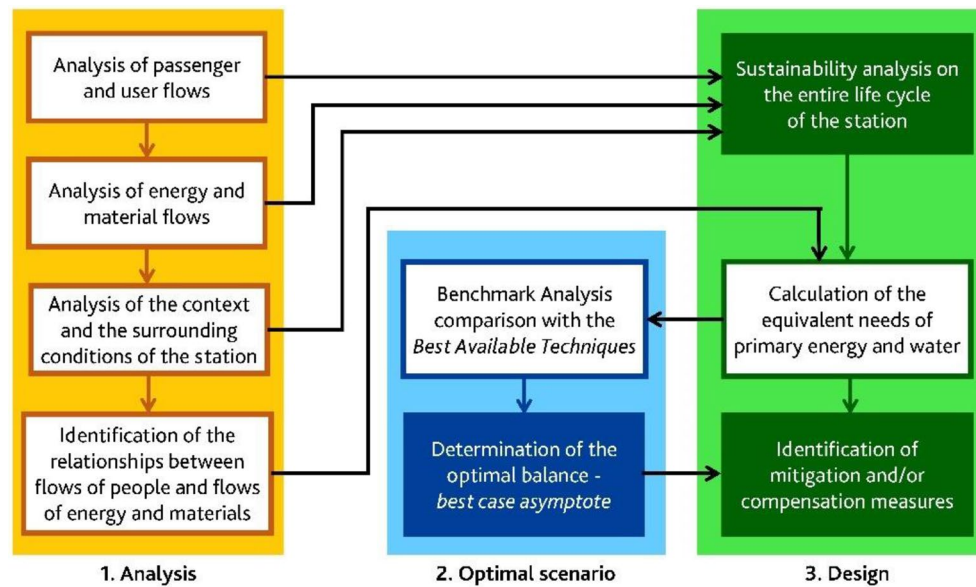 Analysis of passenger
and user flows
Analysis of energy and
material flows
Analysis of the context
and the surrounding
conditions of the station
Identification of the
relationships between
flows of people and flows
of energy and materials
1. Analysis
Benchmark Analysis
comparison with the
Best Available Techniques
Determination of the
optimal balance -
best case asymptote
2. Optimal scenario
Sustainability analysis on
the entire life cycle
of the station
Calculation of the
equivalent needs of
primary energy and water
Identification of
mitigation and/or
compensation measures
3. Design